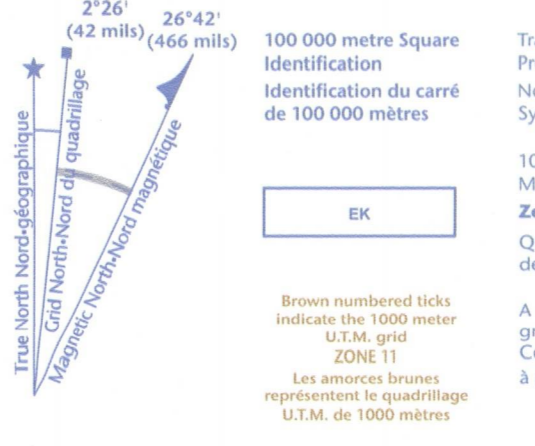 2°26'
(42 mils)
26°42'
(466 mils)
True North Nord•géographique
Grid North•Nord du quadrillage
Magnetic North•Nord magnétique
100 000 metre Square
Identification
Identification du carré
de 100 000 mètres
EK
Brown numbered ticks
indicate the 1000 meter
U.T.M. grid
ZONE 11
Les amorces brunes
représentent le quadrillage
U.T.M. de 1000 mètres
10
A
à